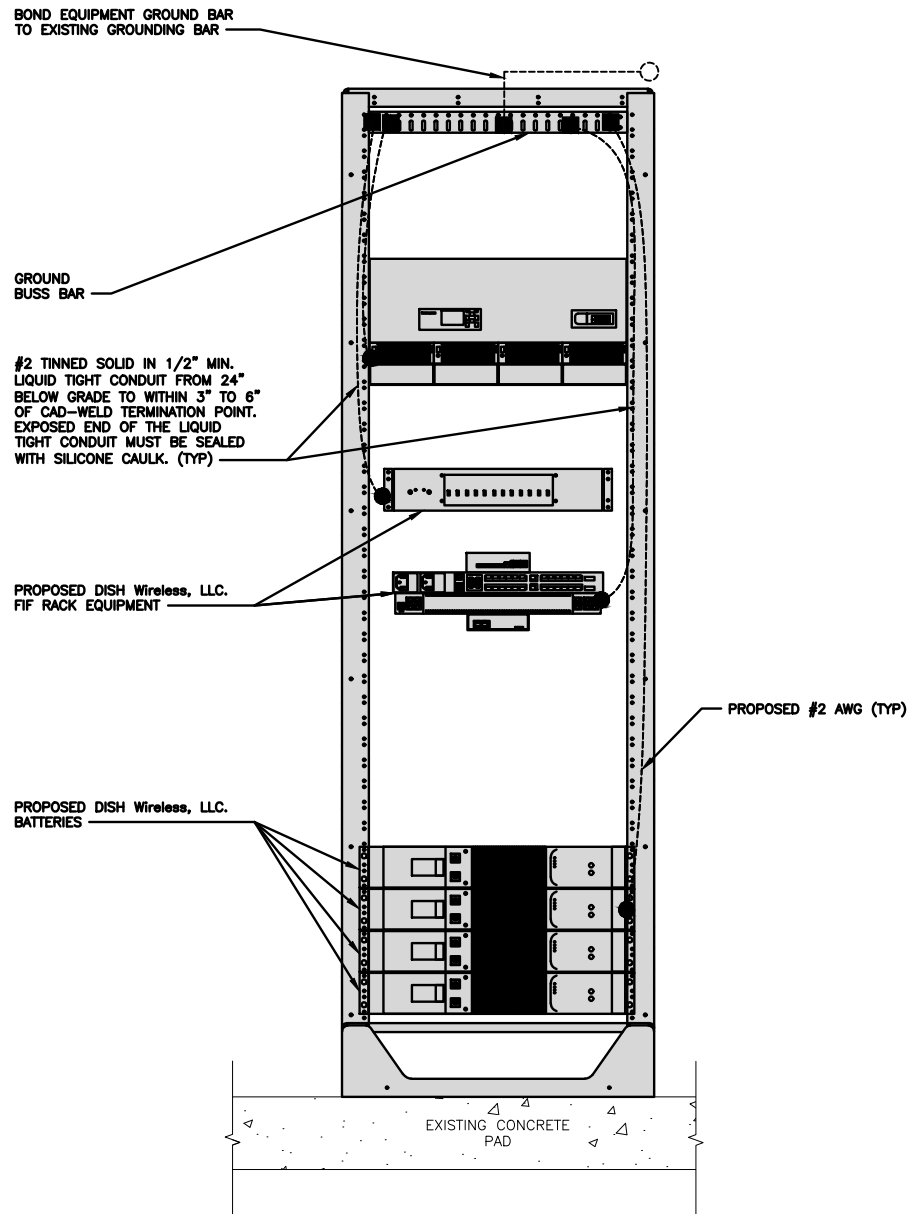 BOND EQUIPMENT GROUND BAR
TO EXISTING GROUNDING BAR
GROUND
BUSS BAR
#2 TINNED SOLID IN 1/2" MIN.
LIQUID TIGHT CONDUIT FROM 24"
BELOW GRADE TO WITHIN 3" TO 6"
OF CAD-WELD TERMINATION POINT.
EXPOSED END OF THE LIQUID
TIGHT CONDUIT MUST BE SEALED
WITH SILICONE CAULK. (TYP)
PROPOSED DISH Wireless, LLC.
FIF RACK EQUIPMENT
PROPOSED #2 AWG (TYP)
PROPOSED DISH Wireless, LLC.
BATTERIES
EXISTING CONCRETE
PAD